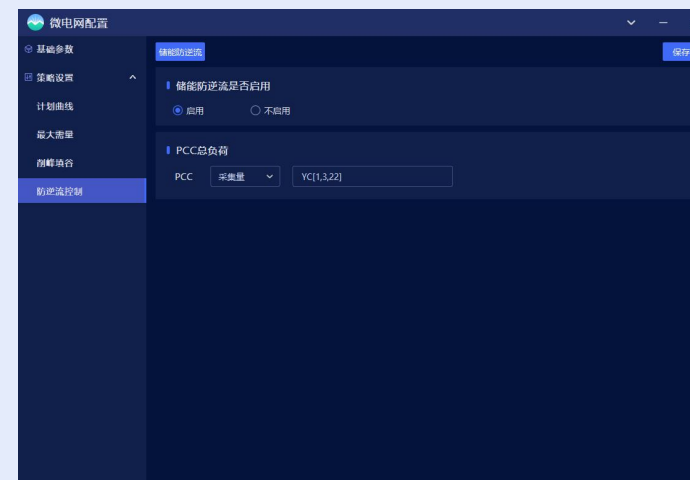 微电网配置
基础参数
储能防逆流
保存
策略设置
储能防逆流是否启用
计划曲线
启用
不启用
最大需量
PCC总负荷
削峰填谷
PCC
采集量
YC[1,3,22]
防逆流控制